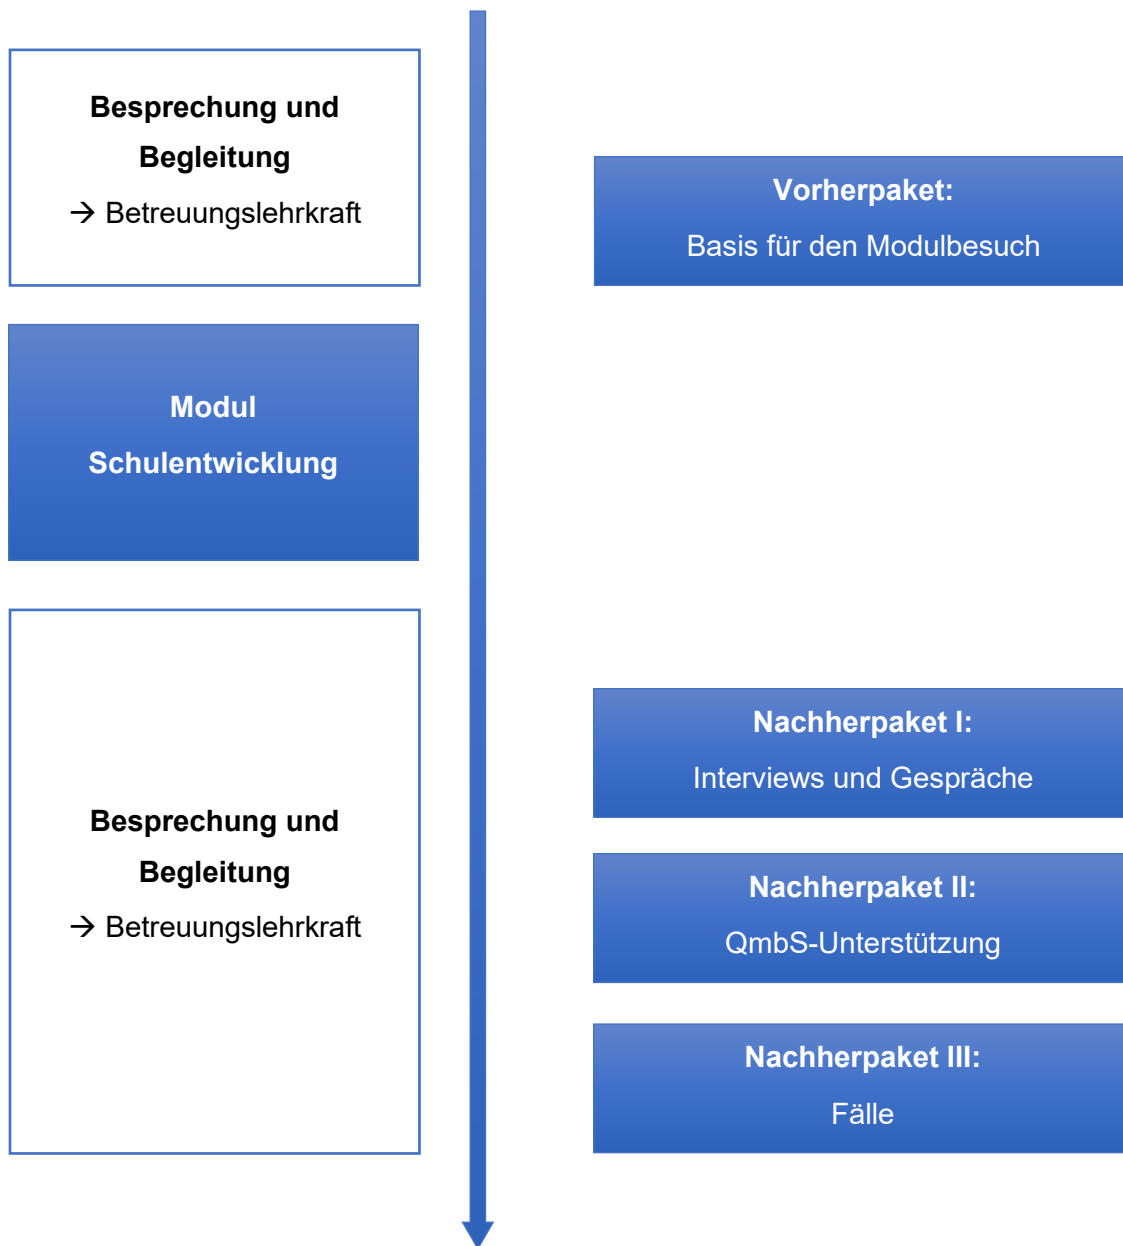 Besprechung und
Begleitung
→ Betreuungslehrkraft
Vorherpaket:
Basis für den Modulbesuch
Modul
Schulentwicklung
Besprechung und
Begleitung
→ Betreuungslehrkraft
Nachherpaket I:
Interviews und Gespräche
Nachherpaket II:
QmbS-Unterstützung
Nachherpaket III:
Fälle